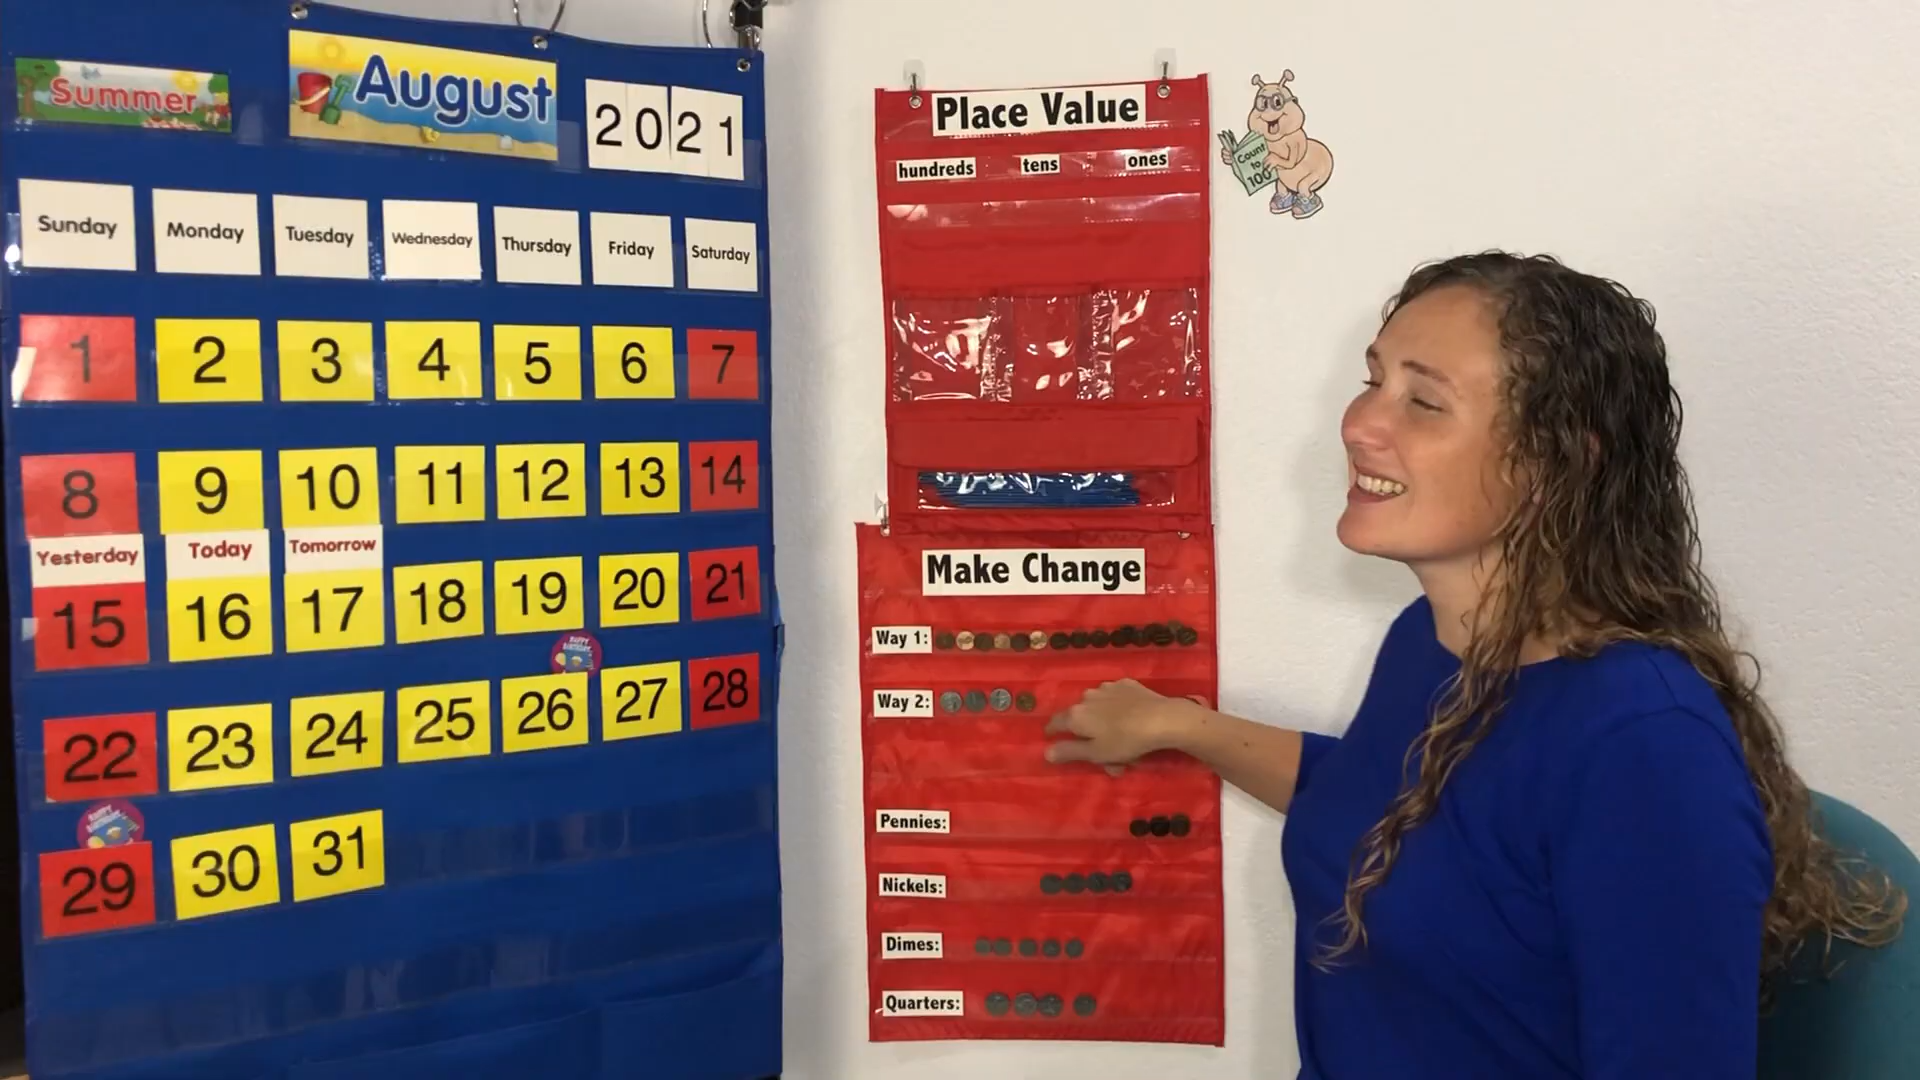 Summer
August
2021
Sunday Monday Tuesday Wednesday Thursday Friday Saturday
1 2 3 4 5 6 7
8 9 10 11 12 13 14
Yesterday Today Tomorrow
15 16 17 18 19 20 21
22 23 24 25 26 27 28
29 30 31
Place Value
hundreds tens ones
Count
to
100
Make Change
Way 1:
Way 2:
Pennies:
Nickels:
Dimes:
Quarters: